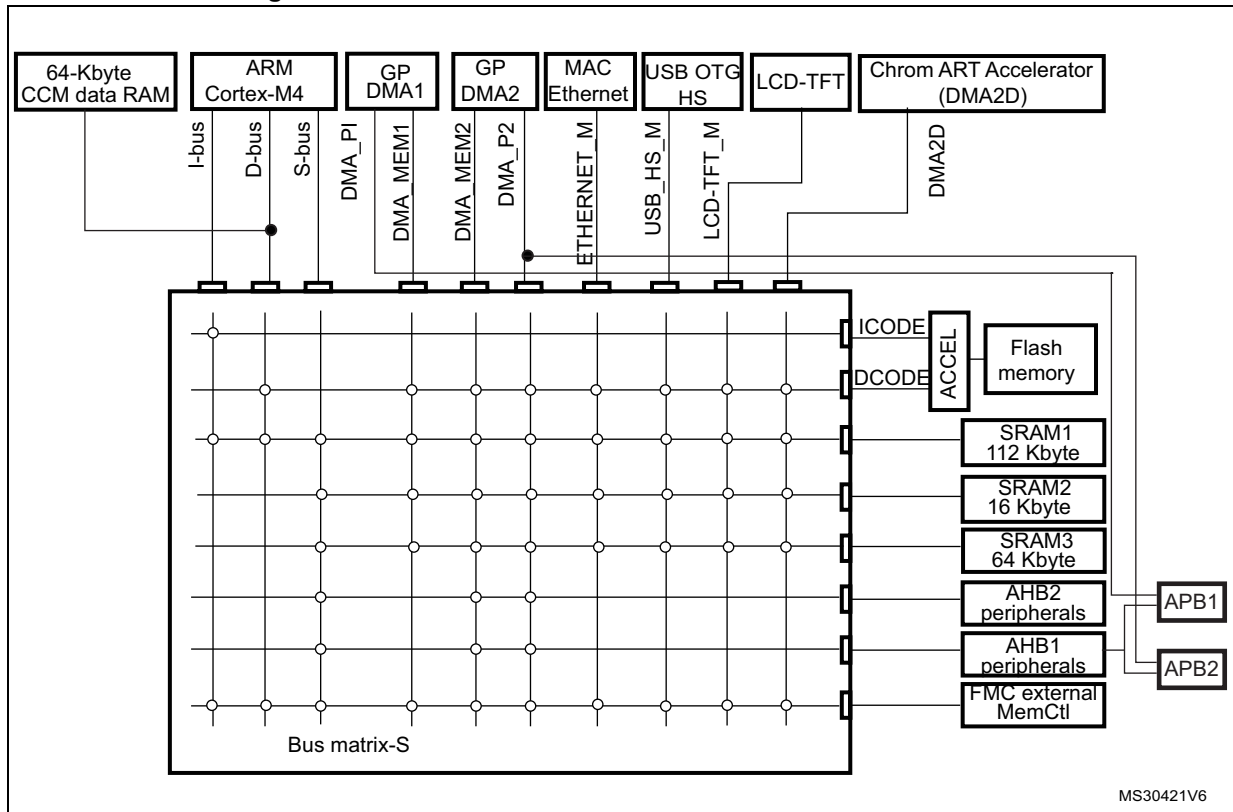 64-Kbyte
CCM data RAM
ARM
Cortex-M4
GP
DMA1
GP
DMA2
MAC
Ethernet
USB OTG
HS
LCD-TFT
Chrom ART Accelerator
(DMA2D)
I-bus
D-bus
S-bus
DMA_PI
DMA_MEM1
DMA_MEM2
DMA_P2
ETHERNET_M
USB_HS_M
LCD-TFT_M
DMA2D
ICODE
DCODE
ACCEL
Flash
memory
SRAM1
112 Kbyte
SRAM2
16 Kbyte
SRAM3
64 Kbyte
AHB2
peripherals
AHB1
peripherals
FMC external
MemCtl
APB1
APB2
Bus matrix-S
MS30421V6